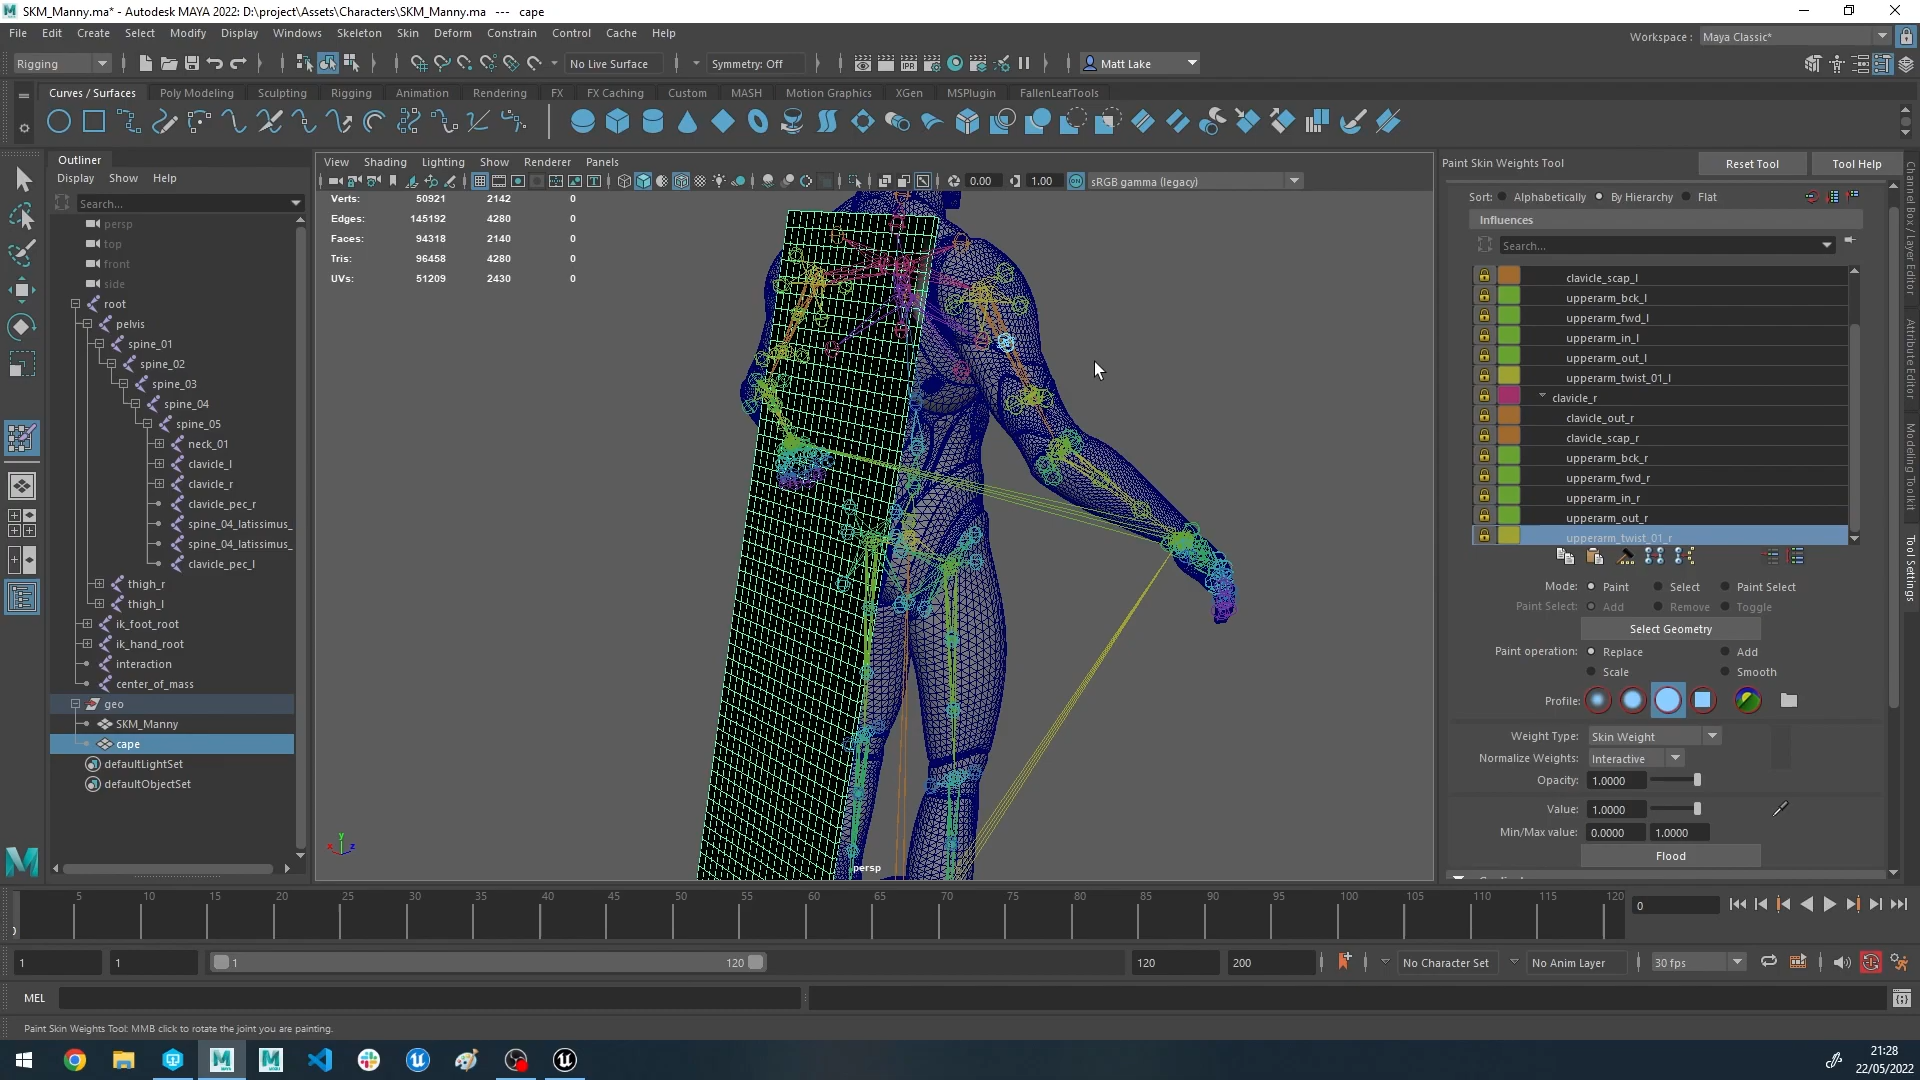 SKM_Manny.ma* - Autodesk MAYA 2022: D:\project\Assets\Characters\SKM_Manny.ma   ---   cape
File Edit Create Select Modify Display Windows Skeleton Skin Deform Constrain Control Cache Help
Workspace : Maya Classic*
Rigging No Live Surface Symmetry: Off Matt Lake
Curves / Surfaces Poly Modeling Sculpting Rigging Animation Rendering FX FX Caching Custom MASH Motion Graphics XGen MSPlugin FallenLeafTools
Outliner
Display Show Help
Search...
persp
top
front
side
root
pelvis
spine_01
spine_02
spine_03
spine_04
spine_05
neck_01
clavicle_l
clavicle_r
clavicle_pec_r
spine_04_latissimus_
spine_04_latissimus_
clavicle_pec_l
thigh_r
thigh_l
ik_foot_root
ik_hand_root
interaction
center_of_mass
geo
SKM_Manny
cape
defaultLightSet
defaultObjectSet
View Shading Lighting Show Renderer Panels
0.00 1.00 ON sRGB gamma (legacy)
Verts: 50921 2142 0
Edges: 145192 4280 0
Faces: 94318 2140 0
Tris: 96458 4280 0
UVs: 51209 2430 0
y
x z
persp
Paint Skin Weights Tool Reset Tool Tool Help
Sort: Alphabetically By Hierarchy Flat
Influences
Search...
clavicle_scap_l
upperarm_bck_l
upperarm_fwd_l
upperarm_in_l
upperarm_out_l
upperarm_twist_01_l
clavicle_r
clavicle_out_r
clavicle_scap_r
upperarm_bck_r
upperarm_fwd_r
upperarm_in_r
upperarm_out_r
upperarm_twist_01_r
Mode: Paint Select Paint Select
Paint Select: Add Remove Toggle
Select Geometry
Paint operation: Replace Add
Scale Smooth
Profile:
Weight Type: Skin Weight
Normalize Weights: Interactive
Opacity: 1.0000
Value: 1.0000
Min/Max value: 0.0000 1.0000
Flood
Channel Box / Layer Editor
Attribute Editor
Modeling Toolkit
Tool Settings
5 10 15 20 25 30 35 40 45 50 55 60 65 70 75 80 85 90 95 100 105 110 115 120
0
1 1 1 120 120 200 No Character Set No Anim Layer 30 fps
MEL
Paint Skin Weights Tool: MMB click to rotate the joint you are painting.
21:28
22/05/2022